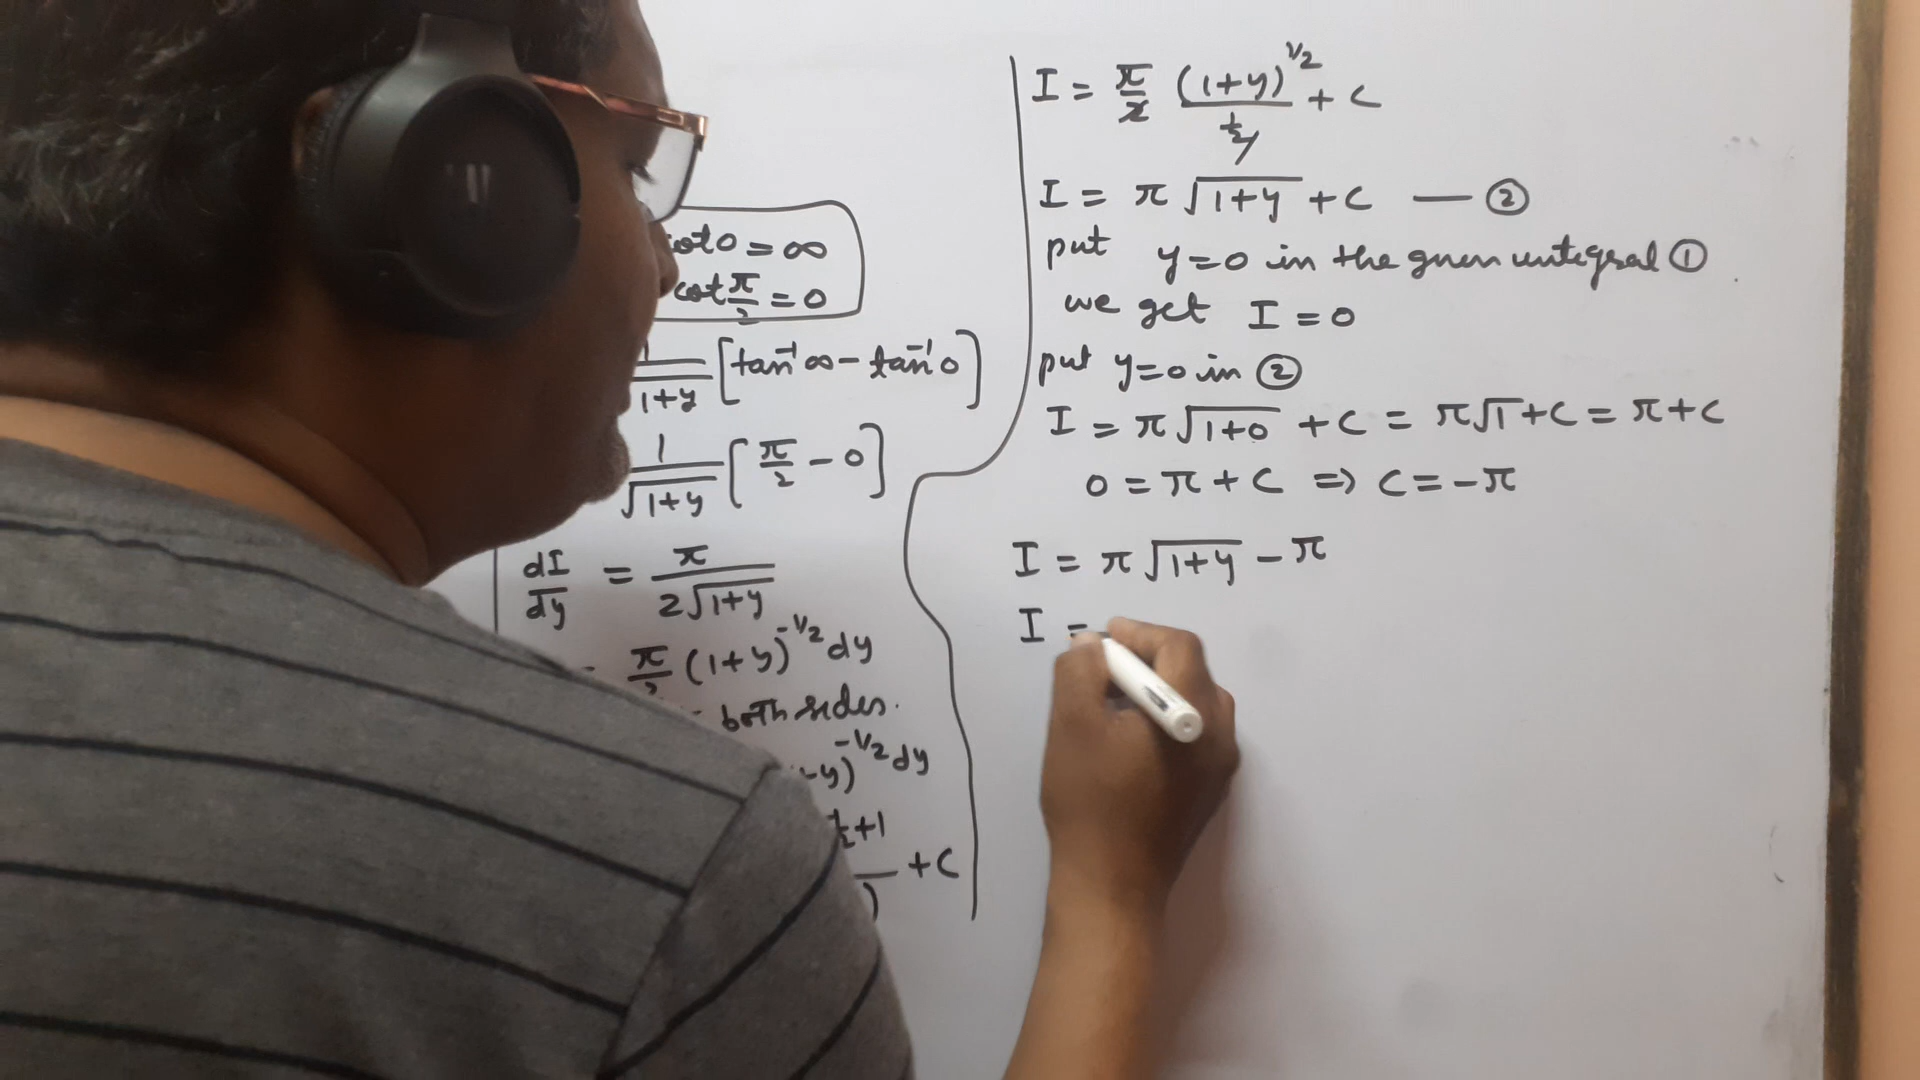 cot 0 = ∞
cot π/2 = 0
1/√(1+y) [tan⁻¹ ∞ - tan⁻¹ 0]
1/√(1+y) [π/2 - 0]
dI/dy = π/(2√(1+y))
= π/2 (1+y)^(-1/2) dy
both sides.
+y)^(-1/2) dy
1/2+1
+ C
I = π/2 (1+y)^(1/2)/(1/2) + C
I = π √(1+y) + C — ②
put y=0 in the given integral ①
we get I = 0
put y=0 in ②
I = π√(1+0) + C = π√1 + C = π + C
0 = π + C ⇒ C = -π
I = π√(1+y) - π
I =